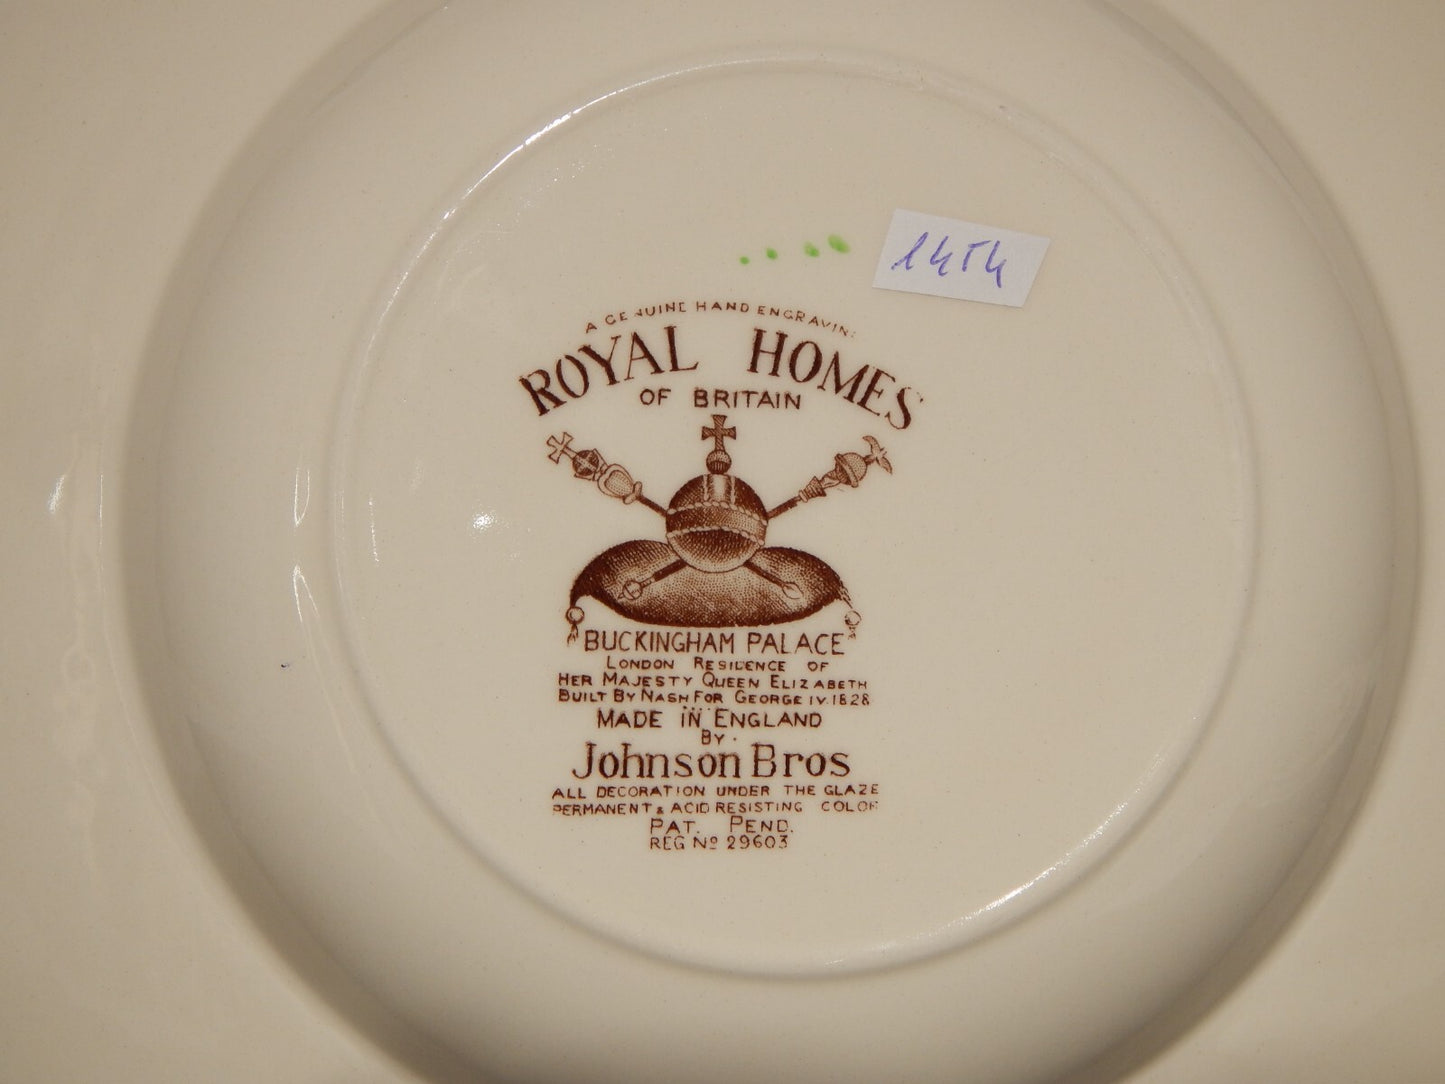 1454
A GENUINE HAND ENGRAVING
ROYAL HOMES
OF BRITAIN
BUCKINGHAM PALACE
LONDON RESIDENCE OF
HER MAJESTY QUEEN ELIZABETH
BUILT BY NASH FOR GEORGE IV. 1828
MADE IN ENGLAND
BY
Johnson Bros
ALL DECORATION UNDER THE GLAZE
PERMANENT & ACID RESISTING COLOR
PAT. PEND.
REG Nº 29603